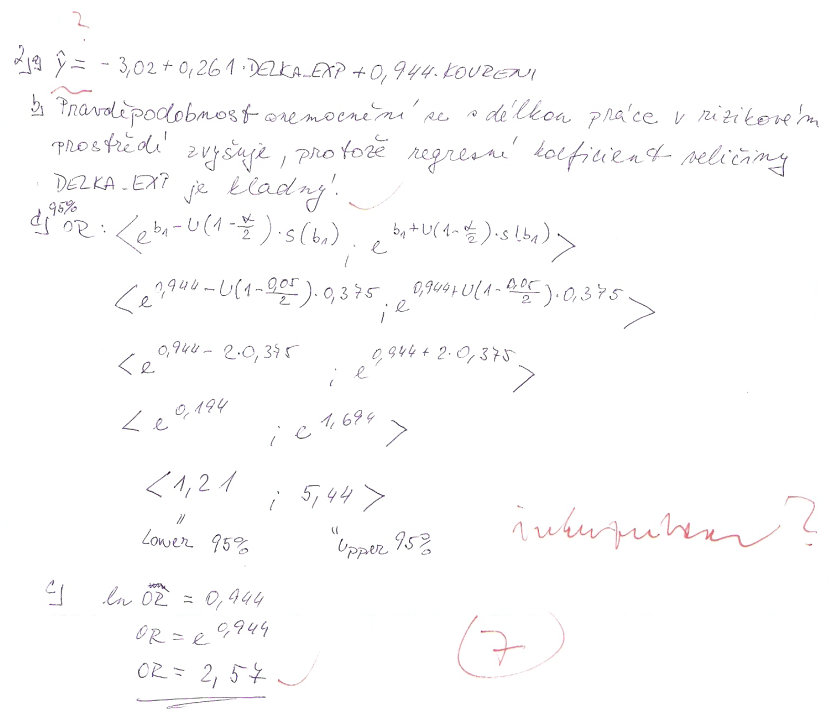 ?
2, a) ŷ = - 3,02 + 0,261 · DELKA_EXP + 0,944 · KOURENI
b) Pravděpodobnost onemocnění se s délkou práce v rizikovém
prostředí zvyšuje, protože regresní koeficient veličiny
DELKA_EXP je kladný.
d) 95% OR : < e^(b1 - U(1 - α/2) · s(b1)) ; e^(b1 + U(1 - α/2) · s(b1)) >
< e^(0,944 - U(1 - 0,05/2) · 0,375) ; e^(0,944 + U(1 - 0,05/2) · 0,375) >
< e^(0,944 - 2 · 0,375) ; e^(0,944 + 2 · 0,375) >
< e^(0,194) ; e^(1,694) >
< 1,21 ; 5,44 >
" "
Lower 95% Upper 95%
?
c) ln OR = 0,944
OR = e^(0,944)
OR = 2,57
7